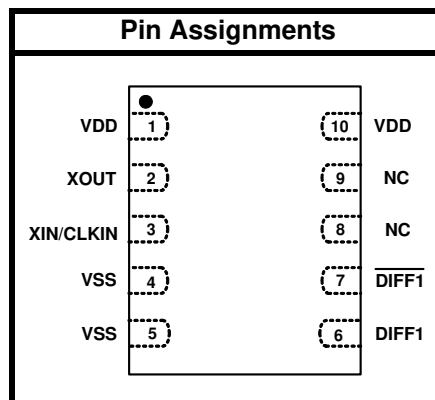 Pin Assignments
VDD 1 10 VDD
XOUT 2 9 NC
XIN/CLKIN 3 8 NC
VSS 4 7 DIFF1
VSS 5 6 DIFF1